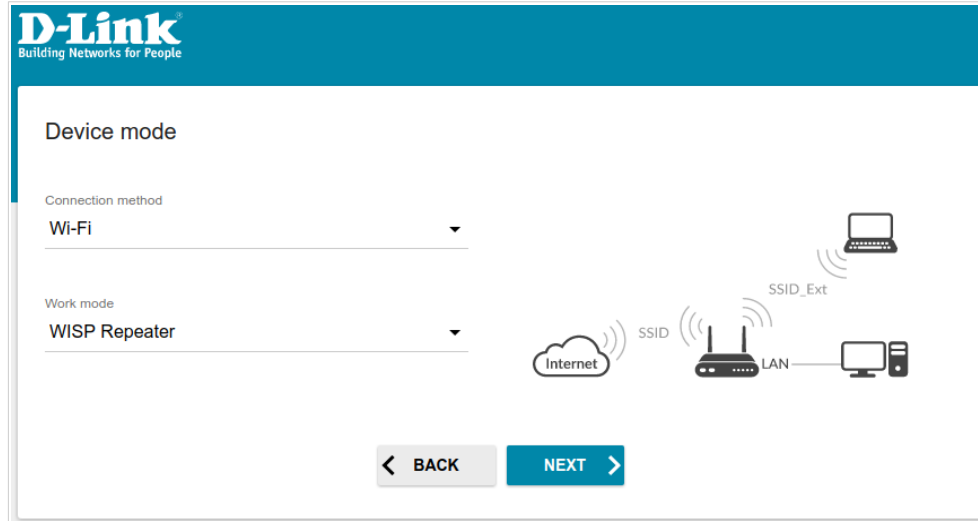 D-Link®
Building Networks for People
Device mode
Connection method
Wi-Fi
Work mode
WISP Repeater
SSID_Ext
SSID
Internet
LAN
BACK
NEXT